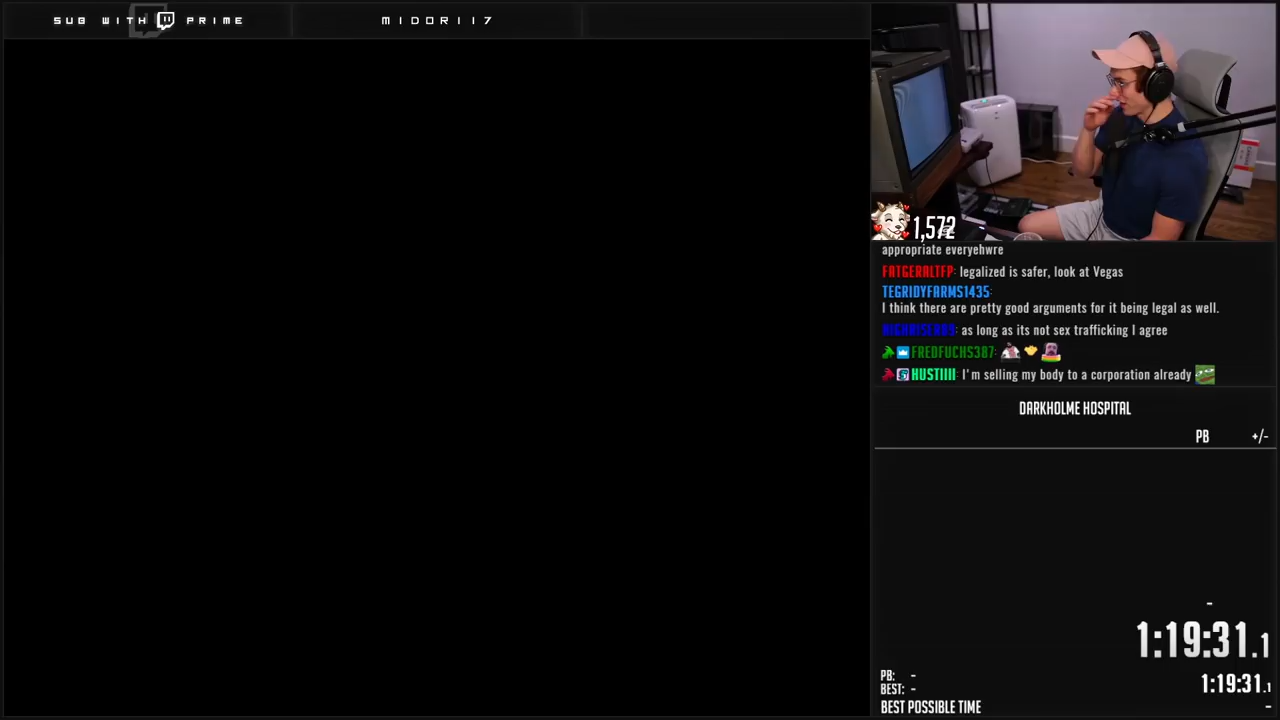 SUB WITH PRIME
MIDORII7
1,572
appropriate everyehwre
FATGERALTFP: legalized is safer, look at Vegas
TEGRIDYFARMS1435:
I think there are pretty good arguments for it being legal as well.
HIGHRISER89: as long as its not sex trafficking I agree
FREDFUCHS387:
HUSTIIII: I'm selling my body to a corporation already
DARKHOLME HOSPITAL
PB +/-
-
1:19:31.1
PB: - 1:19:31.1
BEST: -
BEST POSSIBLE TIME -